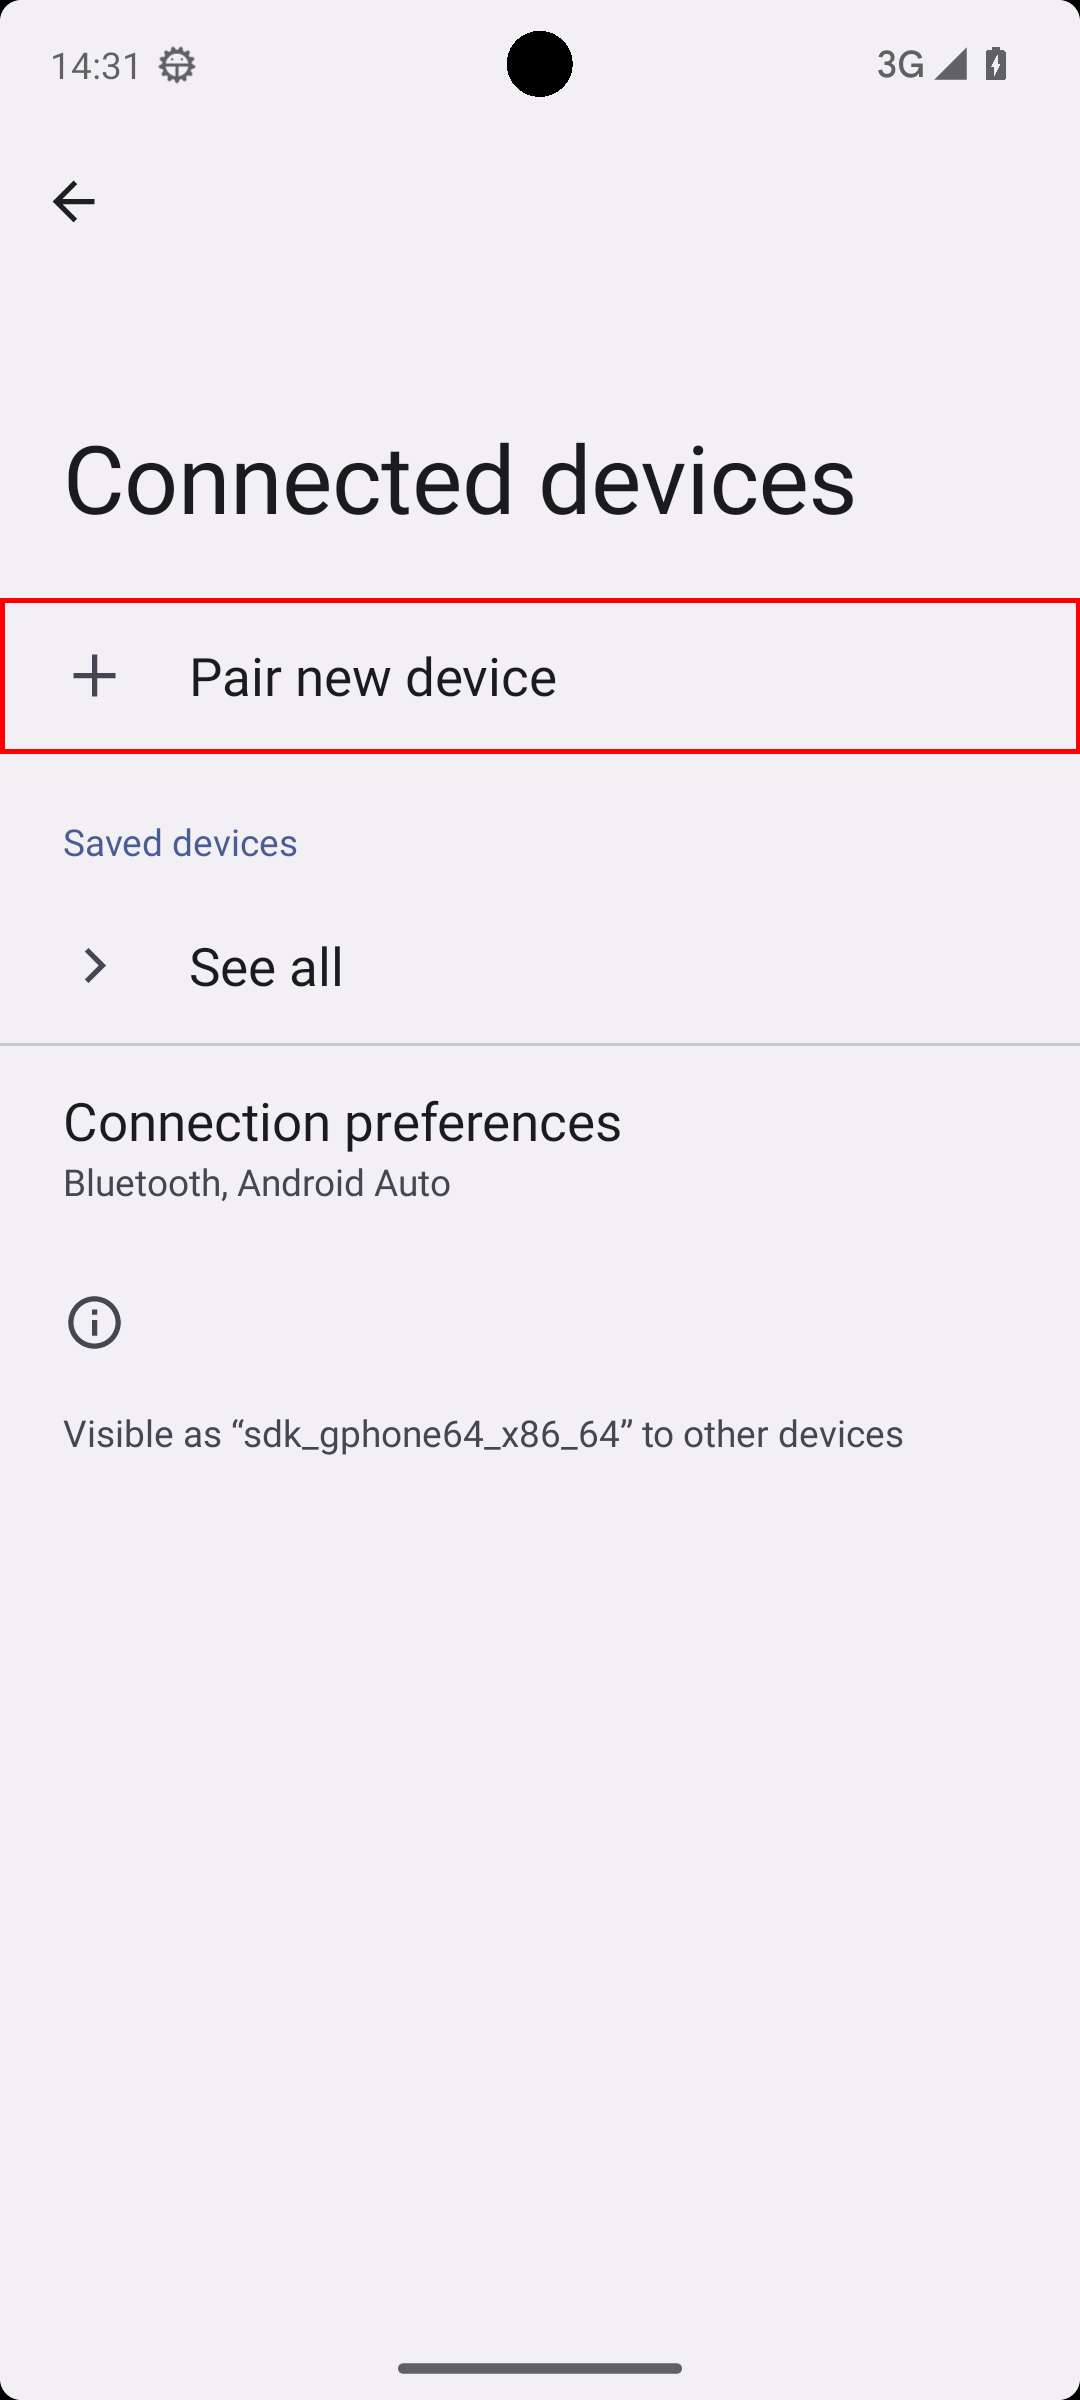 14:31
3G
Connected devices
Pair new device
Saved devices
See all
Connection preferences
Bluetooth, Android Auto
Visible as “sdk_gphone64_x86_64” to other devices